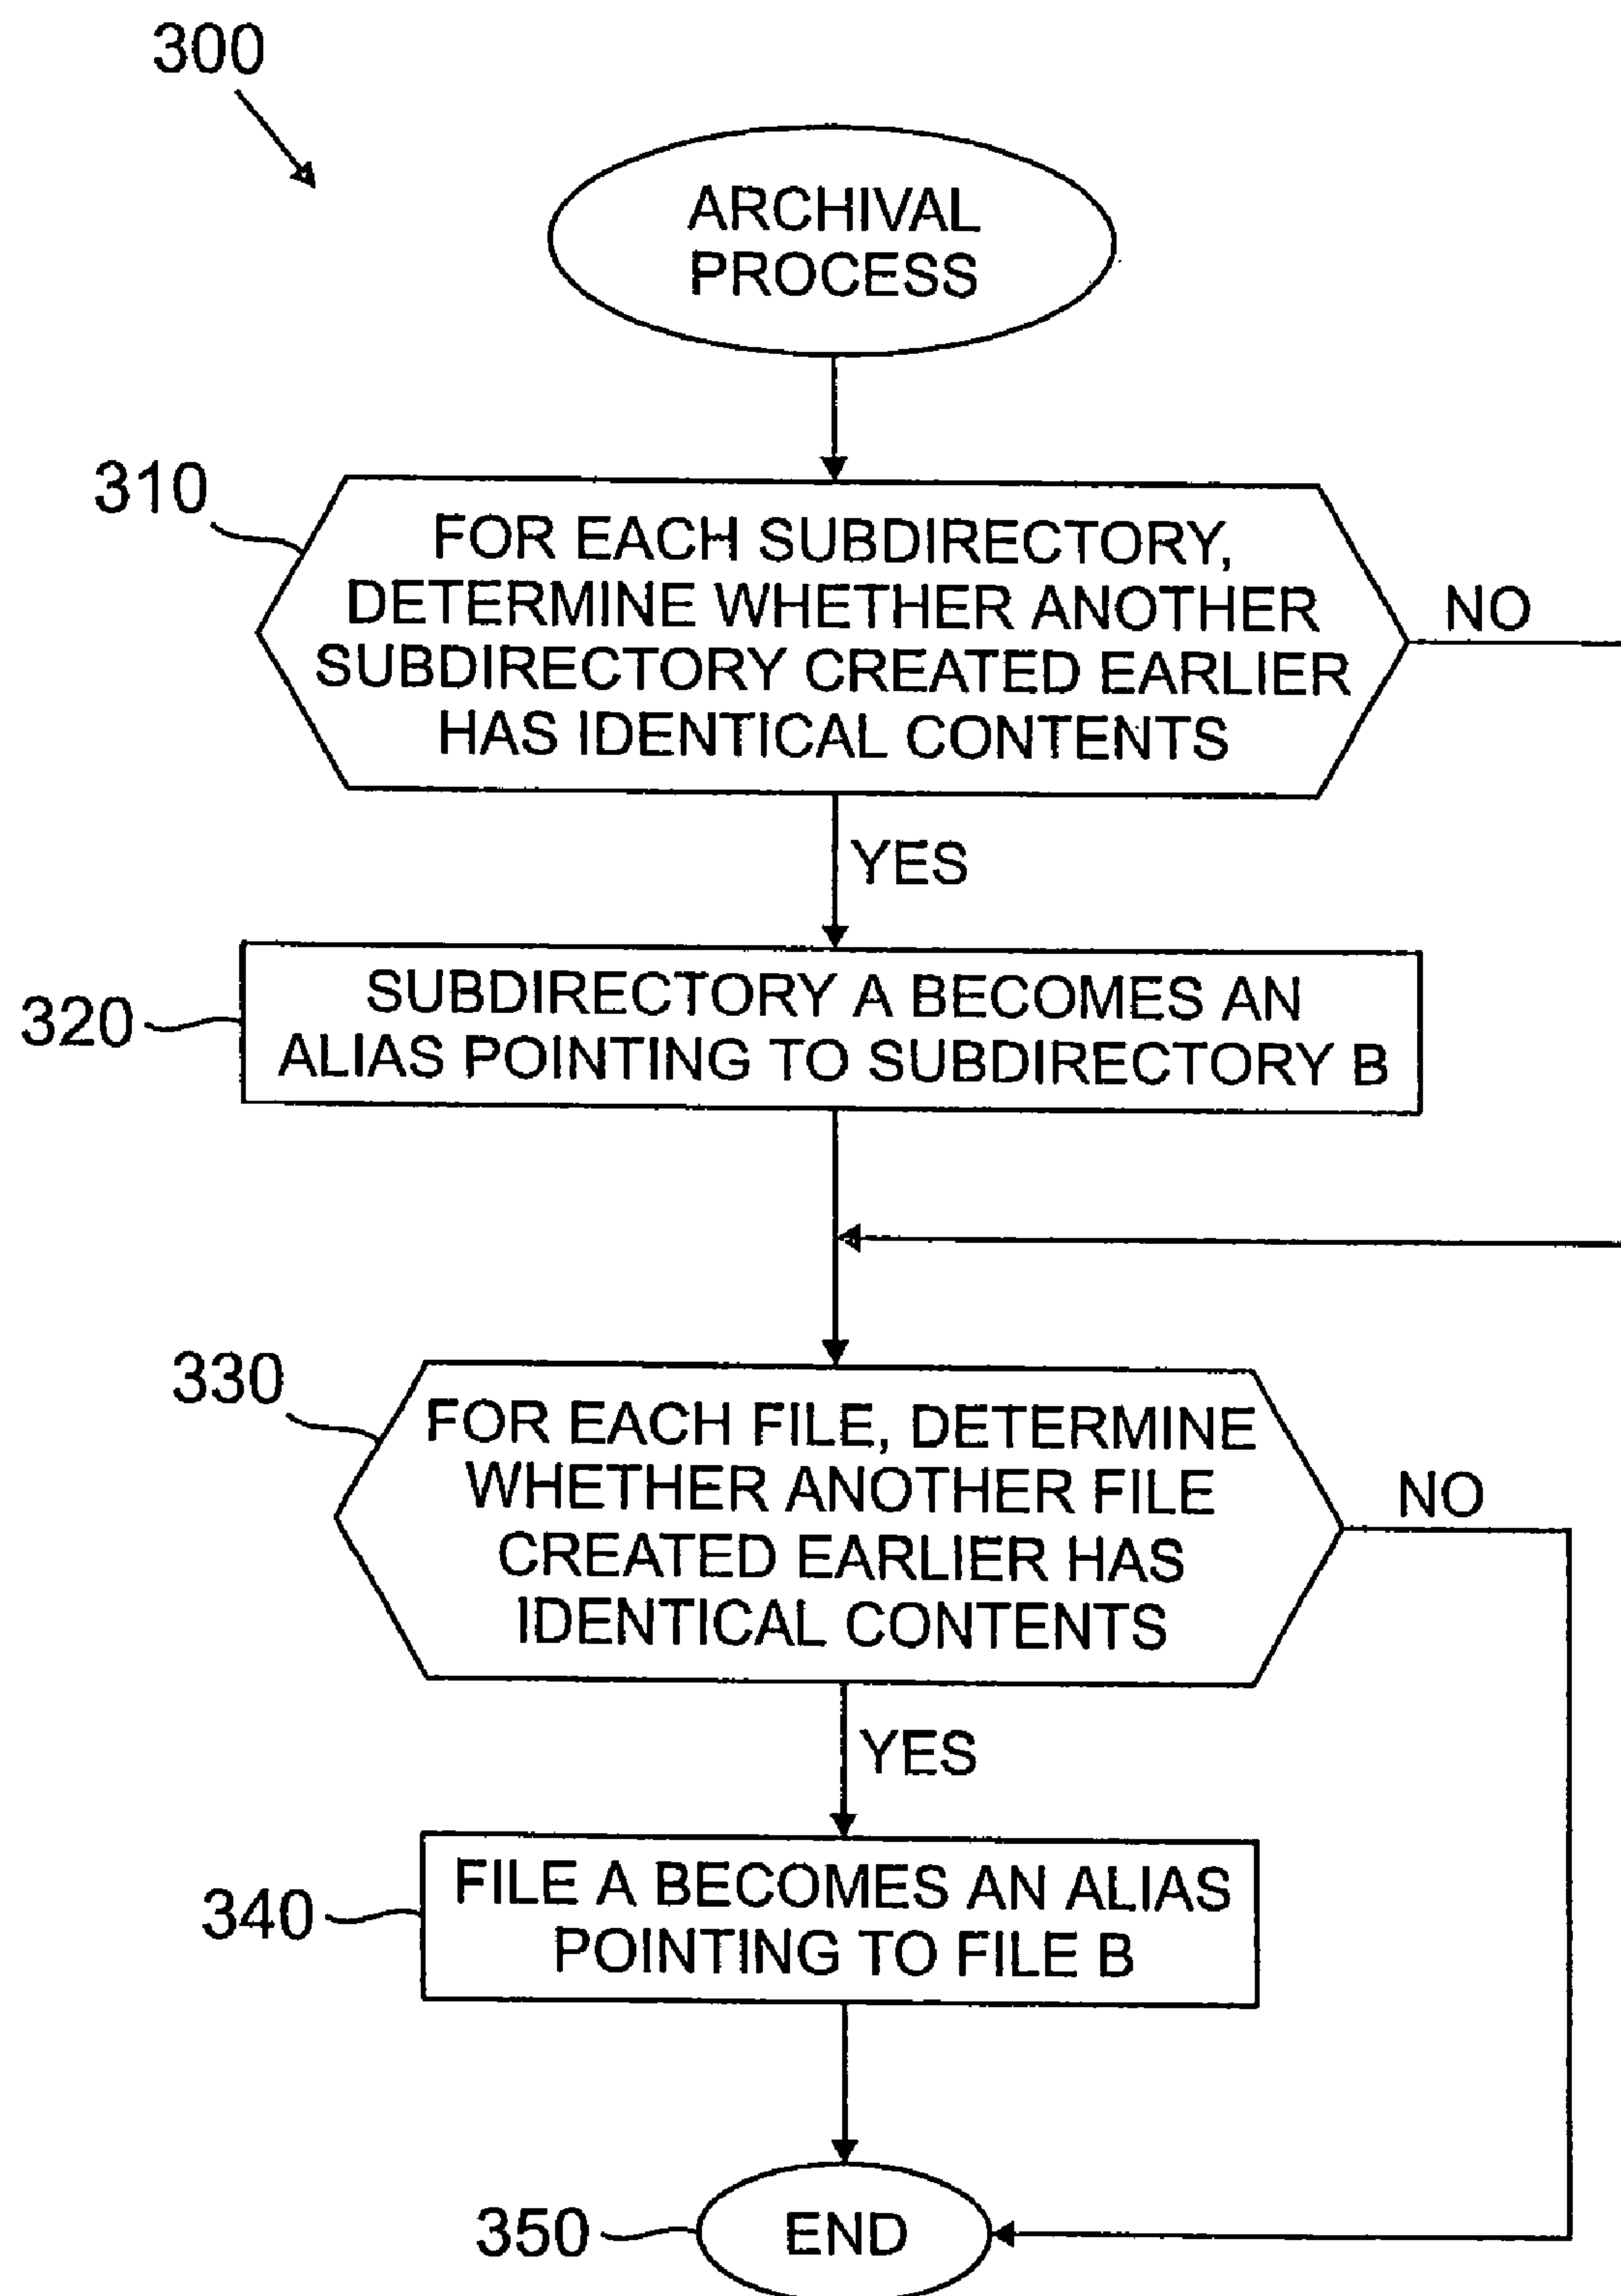 300
ARCHIVAL
PROCESS
310
FOR EACH SUBDIRECTORY,
DETERMINE WHETHER ANOTHER
SUBDIRECTORY CREATED EARLIER
HAS IDENTICAL CONTENTS
NO
YES
320
SUBDIRECTORY A BECOMES AN
ALIAS POINTING TO SUBDIRECTORY B
330
FOR EACH FILE, DETERMINE
WHETHER ANOTHER FILE
CREATED EARLIER HAS
IDENTICAL CONTENTS
NO
YES
340
FILE A BECOMES AN ALIAS
POINTING TO FILE B
350
END